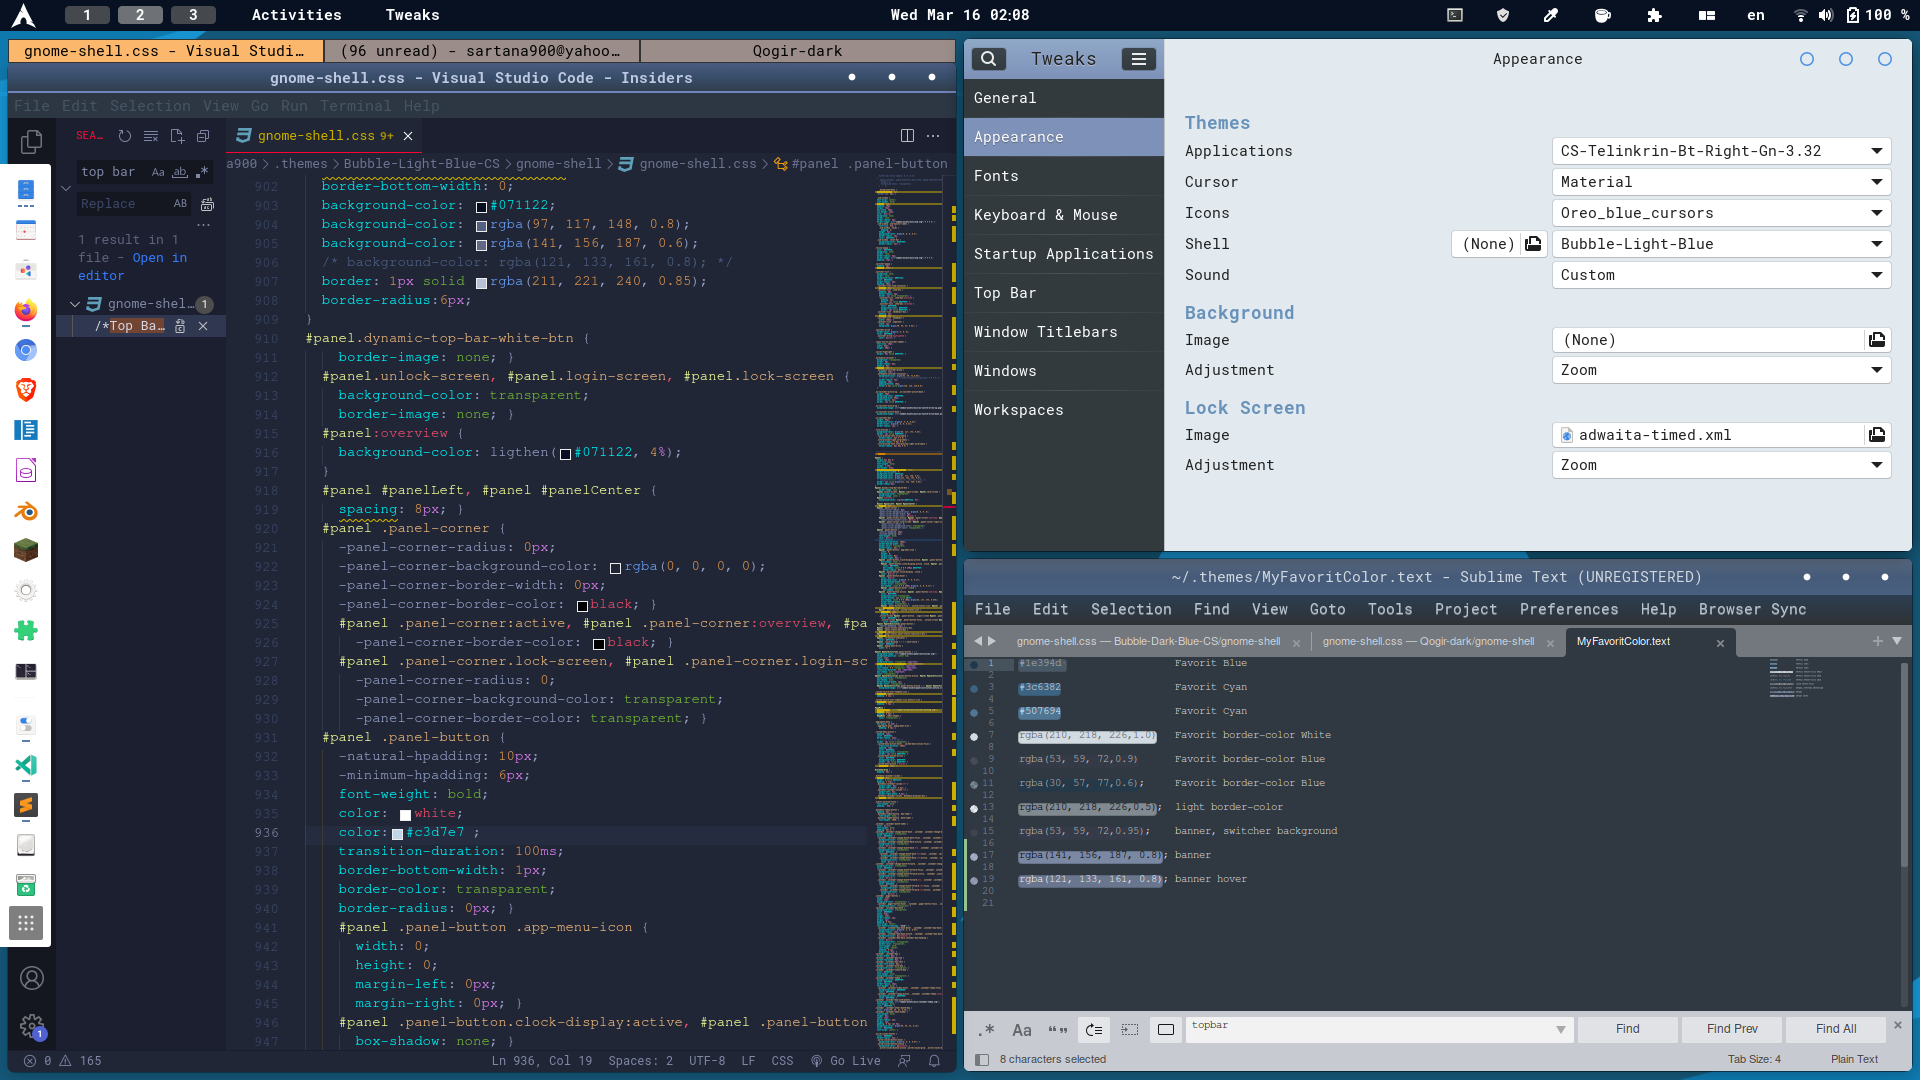 1 2 3 Activities Tweaks Wed Mar 16 02:08 en 100 %
gnome-shell.css - Visual Studi… (96 unread) - sartana900@yahoo… Qogir-dark
gnome-shell.css - Visual Studio Code - Insiders
File Edit Selection View Go Run Terminal Help
SEA… gnome-shell.css 9+
a900 > .themes > Bubble-Light-Blue-CS > gnome-shell > gnome-shell.css > #panel .panel-button
top bar Aa ab .*
Replace AB
1 result in 1
file - Open in
editor
gnome-shel… 1
/*Top Ba…
902 border-bottom-width: 0;
903 background-color: #071122;
904 background-color: rgba(97, 117, 148, 0.8);
905 background-color: rgba(141, 156, 187, 0.6);
906 /* background-color: rgba(121, 133, 161, 0.8); */
907 border: 1px solid rgba(211, 221, 240, 0.85);
908 border-radius:6px;
909 }
910 #panel.dynamic-top-bar-white-btn {
911 border-image: none; }
912 #panel.unlock-screen, #panel.login-screen, #panel.lock-screen {
913 background-color: transparent;
914 border-image: none; }
915 #panel:overview {
916 background-color: ligthen(#071122, 4%);
917 }
918 #panel #panelLeft, #panel #panelCenter {
919 spacing: 8px; }
920 #panel .panel-corner {
921 -panel-corner-radius: 0px;
922 -panel-corner-background-color: rgba(0, 0, 0, 0);
923 -panel-corner-border-width: 0px;
924 -panel-corner-border-color: black; }
925 #panel .panel-corner:active, #panel .panel-corner:overview, #pa
926 -panel-corner-border-color: black; }
927 #panel .panel-corner.lock-screen, #panel .panel-corner.login-sc
928 -panel-corner-radius: 0;
929 -panel-corner-background-color: transparent;
930 -panel-corner-border-color: transparent; }
931 #panel .panel-button {
932 -natural-hpadding: 10px;
933 -minimum-hpadding: 6px;
934 font-weight: bold;
935 color: white;
936 color: #c3d7e7 ;
937 transition-duration: 100ms;
938 border-bottom-width: 1px;
939 border-color: transparent;
940 border-radius: 0px; }
941 #panel .panel-button .app-menu-icon {
942 width: 0;
943 height: 0;
944 margin-left: 0px;
945 margin-right: 0px; }
946 #panel .panel-button.clock-display:active, #panel .panel-button
947 box-shadow: none; }
1
0 165 Ln 936, Col 19 Spaces: 2 UTF-8 LF CSS Go Live
Tweaks Appearance
General
Appearance
Fonts
Keyboard & Mouse
Startup Applications
Top Bar
Window Titlebars
Windows
Workspaces
Themes
Applications CS-Telinkrin-Bt-Right-Gn-3.32
Cursor Material
Icons Oreo_blue_cursors
Shell (None) Bubble-Light-Blue
Sound Custom
Background
Image (None)
Adjustment Zoom
Lock Screen
Image adwaita-timed.xml
Adjustment Zoom
~/.themes/MyFavoritColor.text - Sublime Text (UNREGISTERED)
File Edit Selection Find View Goto Tools Project Preferences Help Browser Sync
gnome-shell.css — Bubble-Dark-Blue-CS/gnome-shell gnome-shell.css — Qogir-dark/gnome-shell MyFavoritColor.text
1 #1e394d Favorit Blue
2
3 #3c6382 Favorit Cyan
4
5 #507694 Favorit Cyan
6
7 rgba(210, 218, 226,1.0) Favorit border-color White
8
9 rgba(53, 59, 72,0.9) Favorit border-color Blue
10
11 rgba(30, 57, 77,0.6); Favorit border-color Blue
12
13 rgba(210, 218, 226,0.5); light border-color
14
15 rgba(53, 59, 72,0.95); banner, switcher background
16
17 rgba(141, 156, 187, 0.8); banner
18
19 rgba(121, 133, 161, 0.8); banner hover
20
21
.* Aa “” topbar Find Find Prev Find All
8 characters selected Tab Size: 4 Plain Text